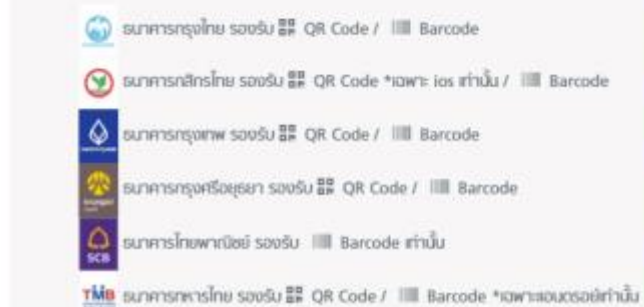 ธนาคารกรุงไทย รองรับ QR Code / Barcode
ธนาคารกสิกรไทย รองรับ QR Code *เฉพาะ ios เท่านั้น / Barcode
ธนาคารกรุงเทพ รองรับ QR Code / Barcode
ธนาคารกรุงศรีอยุธยา รองรับ QR Code / Barcode
ธนาคารไทยพาณิชย์ รองรับ Barcode เท่านั้น
SCB
TMB ธนาคารทหารไทย รองรับ QR Code / Barcode *เฉพาะแอนดรอย์เท่านั้น